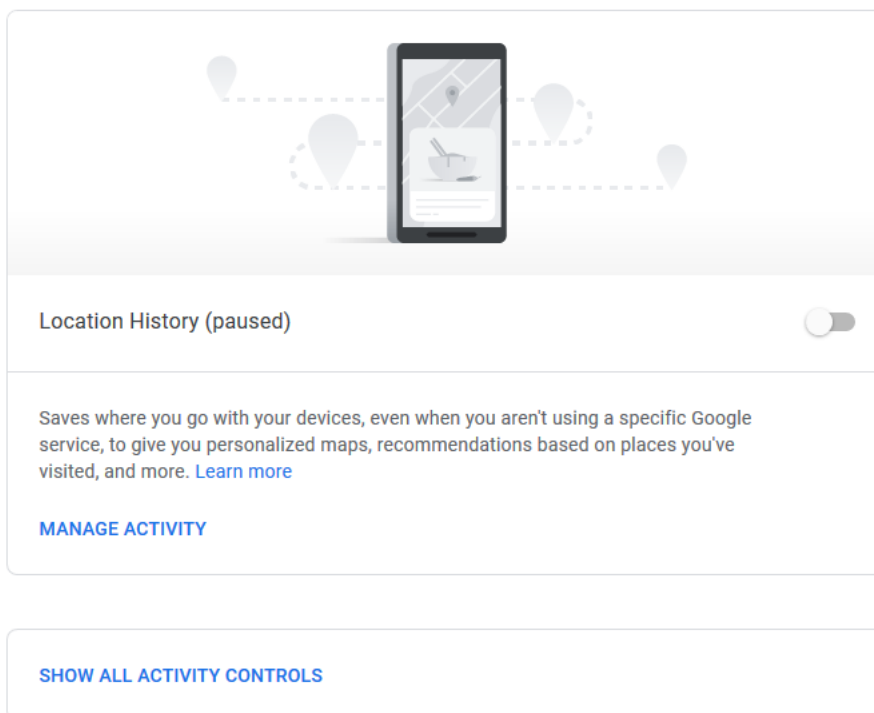 Location History (paused)
Saves where you go with your devices, even when you aren't using a specific Google
service, to give you personalized maps, recommendations based on places you've
visited, and more. Learn more
MANAGE ACTIVITY
SHOW ALL ACTIVITY CONTROLS